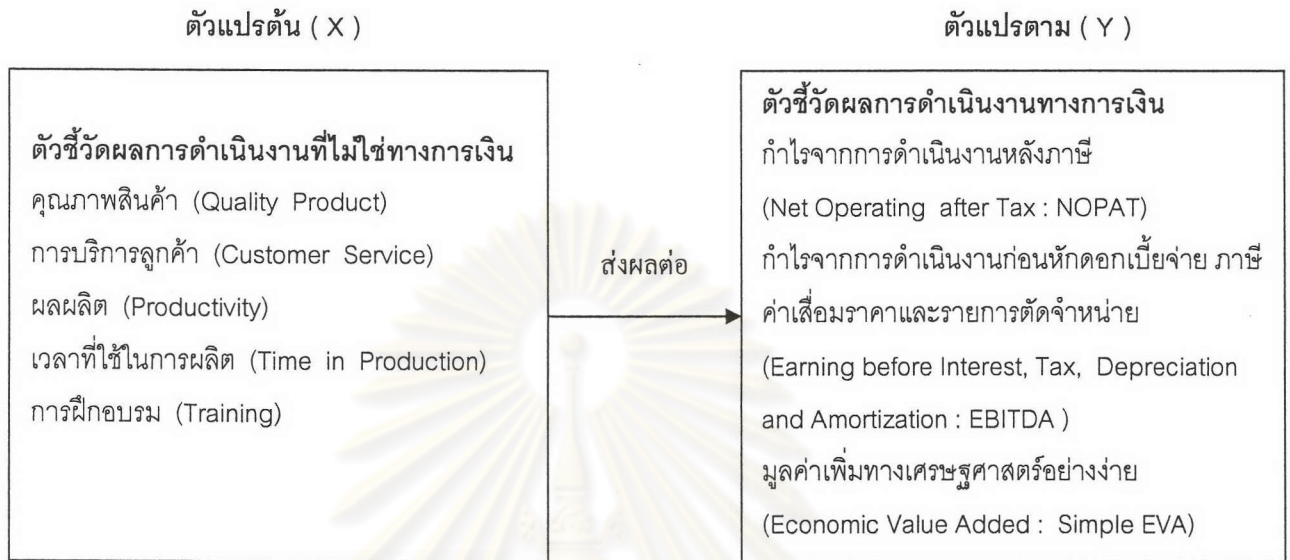 ตัวแปรต้น ( X )
ตัวแปรตาม ( Y )
ตัวชี้วัดผลการดำเนินงานที่ไม่ใช่ทางการเงิน
คุณภาพสินค้า (Quality Product)
การบริการลูกค้า (Customer Service)
ผลผลิต (Productivity)
เวลาที่ใช้ในการผลิต (Time in Production)
การฝึกอบรม (Training)
ส่งผลต่อ
ตัวชี้วัดผลการดำเนินงานทางการเงิน
กำไรจากการดำเนินงานหลังภาษี
(Net Operating after Tax : NOPAT)
กำไรจากการดำเนินงานก่อนหักดอกเบี้ยจ่าย ภาษี
ค่าเสื่อมราคาและรายการตัดจำหน่าย
(Earning before Interest, Tax, Depreciation
and Amortization : EBITDA )
มูลค่าเพิ่มทางเศรษฐศาสตร์อย่างง่าย
(Economic Value Added : Simple EVA)